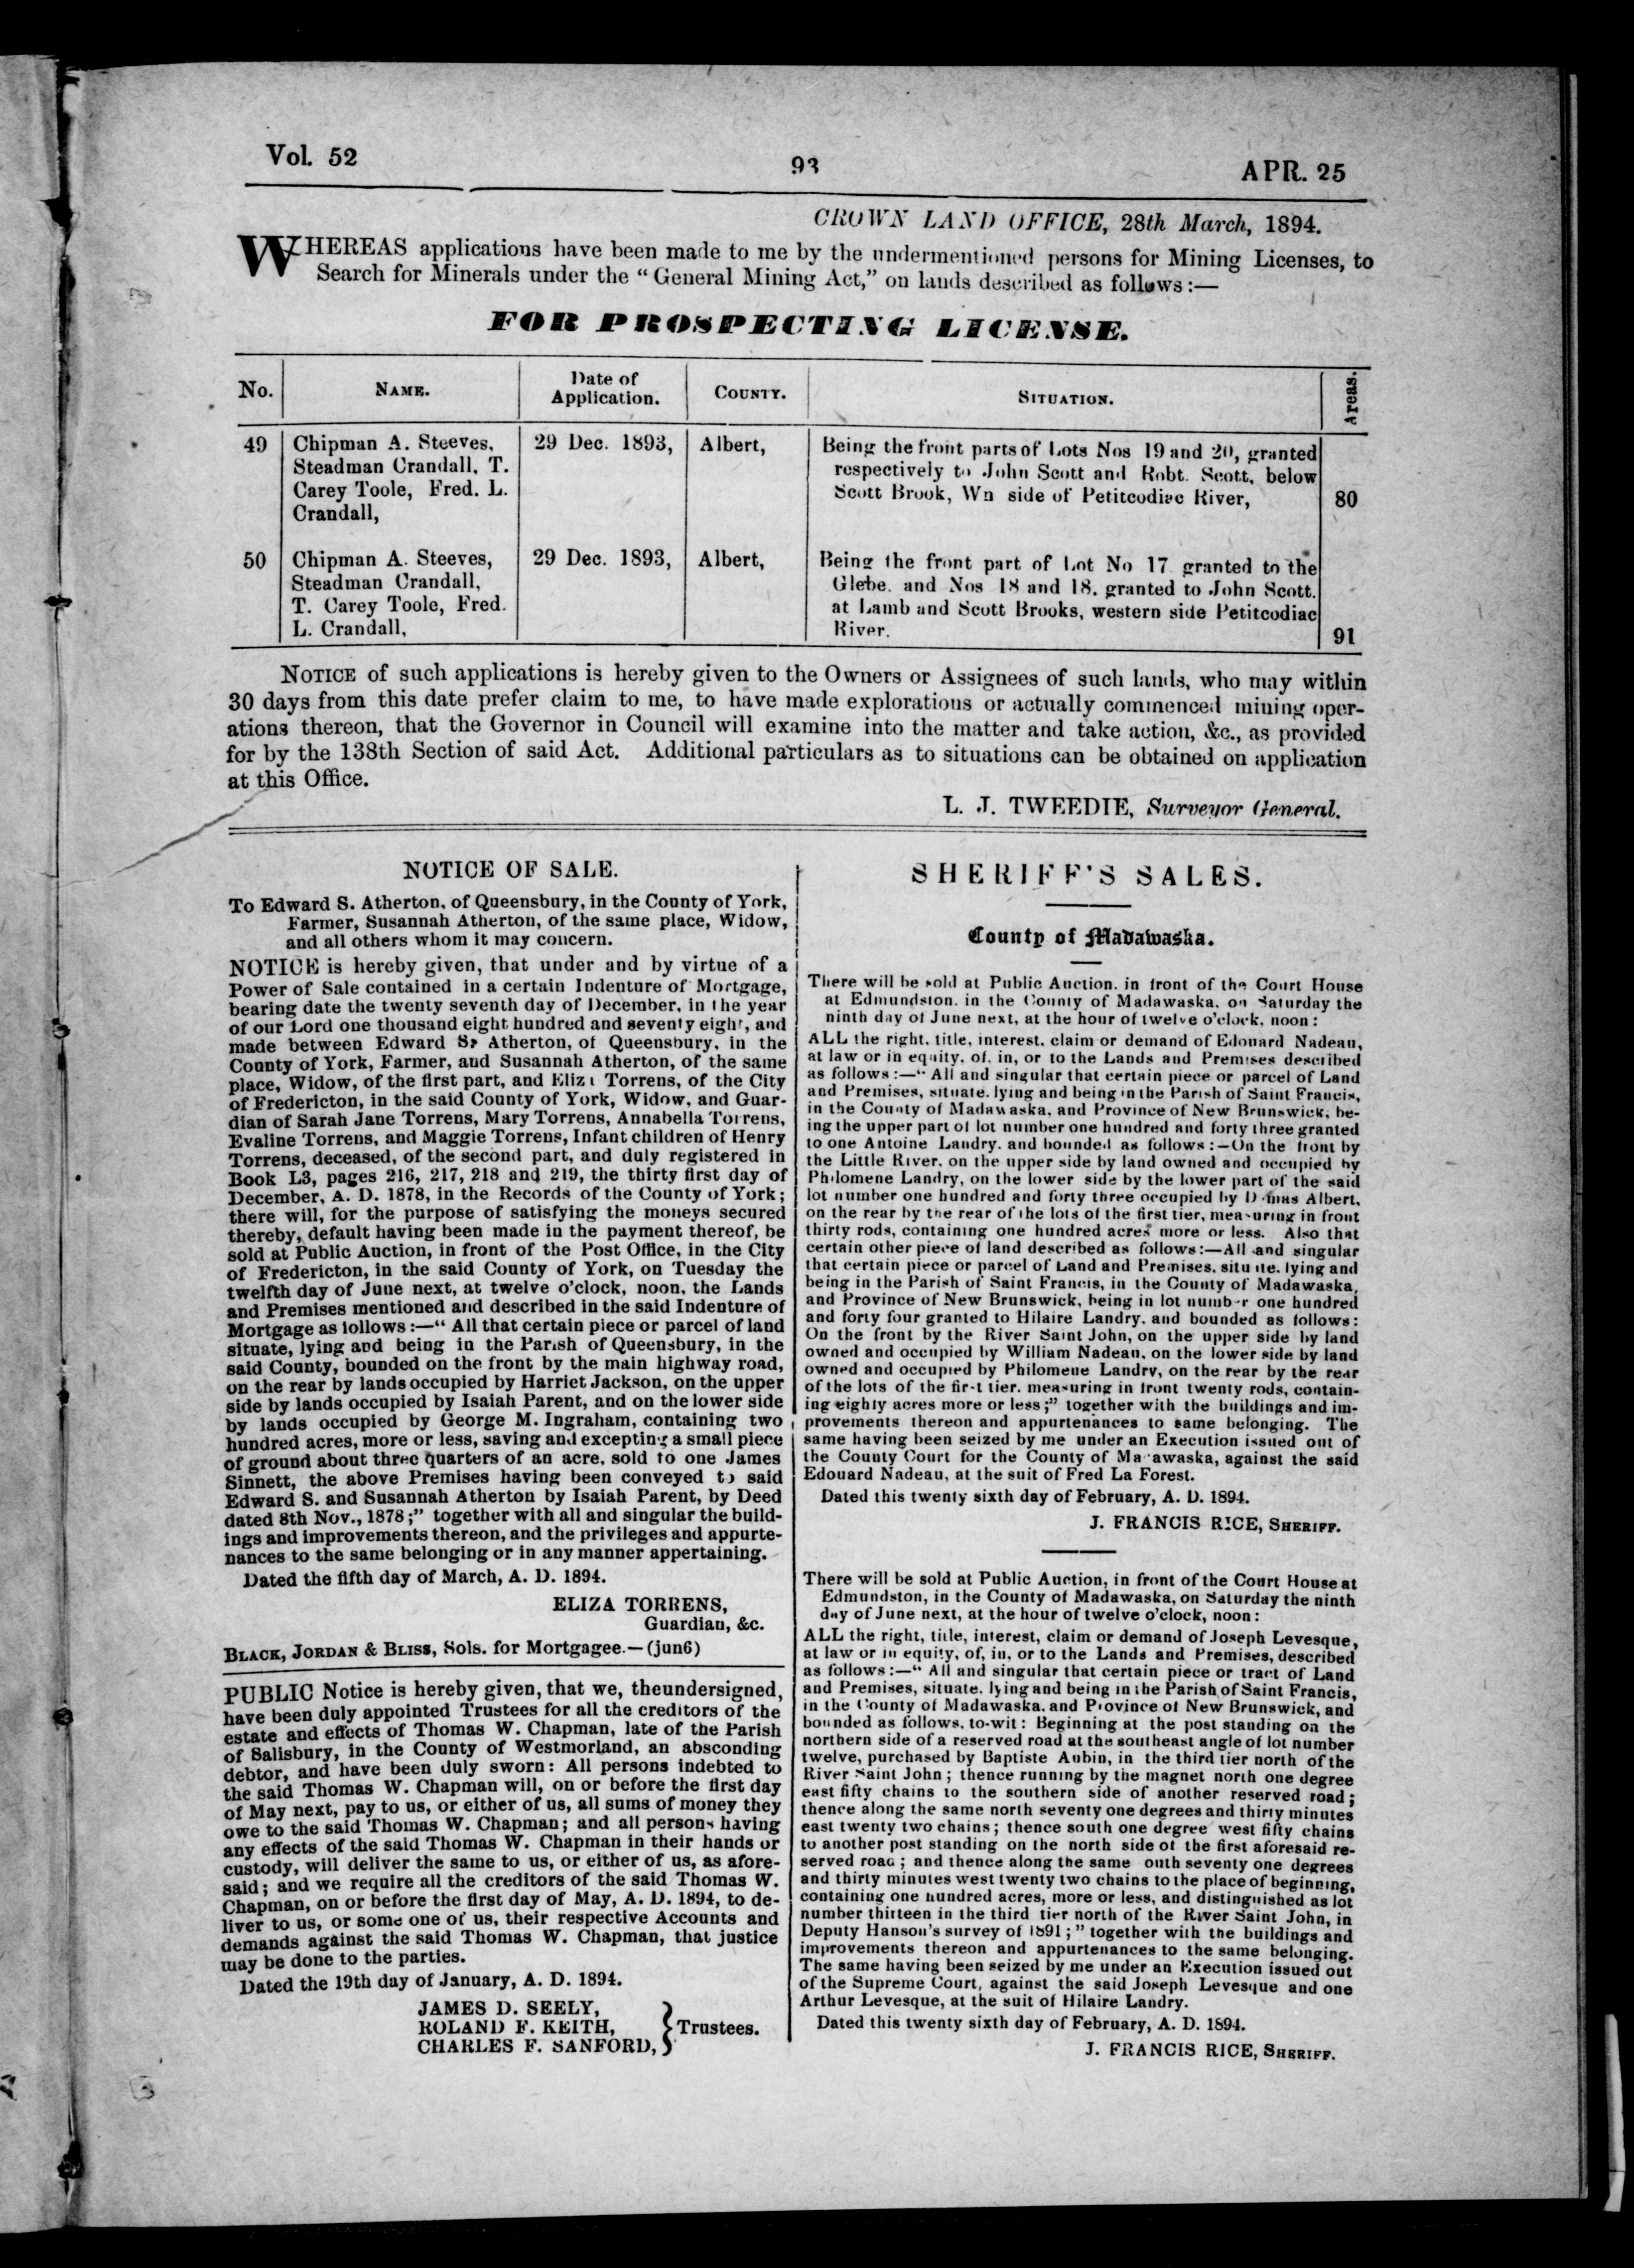 Vol. 52
93
APR. 25
CROWN LAND OFFICE, 28th March, 1894.
WHEREAS applications have been made to me by the undermentioned persons for Mining Licenses, to
Search for Minerals under the “General Mining Act,” on lands described as follows:—
FOR PROSPECTING LICENSE.
No. NAME. Date of Application. COUNTY. SITUATION. Areas.
49 Chipman A. Steeves, 29 Dec. 1893, Albert, Being the front parts of Lots Nos 19 and 20, granted
Steadman Crandall, T. respectively to John Scott and Robt. Scott, below
Carey Toole, Fred. L. Scott Brook, Wn side of Petitcodiac River, 80
Crandall,
50 Chipman A. Steeves, 29 Dec. 1893, Albert, Being the front part of Lot No 17 granted to the
Steadman Crandall, Glebe. and Nos 18 and 18. granted to John Scott.
T. Carey Toole, Fred. at Lamb and Scott Brooks, western side Petitcodiac
L. Crandall, River. 91
NOTICE of such applications is hereby given to the Owners or Assignees of such lands, who may within
30 days from this date prefer claim to me, to have made explorations or actually commenced mining oper-
ations thereon, that the Governor in Council will examine into the matter and take action, &c., as provided
for by the 138th Section of said Act. Additional particulars as to situations can be obtained on application
at this Office.
L. J. TWEEDIE, Surveyor General.
NOTICE OF SALE.
To Edward S. Atherton, of Queensbury, in the County of York,
Farmer, Susannah Atherton, of the same place, Widow,
and all others whom it may concern.
NOTICE is hereby given, that under and by virtue of a
Power of Sale contained in a certain Indenture of Mortgage,
bearing date the twenty seventh day of December, in the year
of our Lord one thousand eight hundred and seventy eight, and
made between Edward S. Atherton, of Queensbury, in the
County of York, Farmer, and Susannah Atherton, of the same
place, Widow, of the first part, and Eliza Torrens, of the City
of Fredericton, in the said County of York, Widow, and Guar-
dian of Sarah Jane Torrens, Mary Torrens, Annabella Torrens,
Evaline Torrens, and Maggie Torrens, Infant children of Henry
Torrens, deceased, of the second part, and duly registered in
Book L3, pages 216, 217, 218 and 219, the thirty first day of
December, A. D. 1878, in the Records of the County of York;
there will, for the purpose of satisfying the moneys secured
thereby, default having been made in the payment thereof, be
sold at Public Auction, in front of the Post Office, in the City
of Fredericton, in the said County of York, on Tuesday the
twelfth day of June next, at twelve o’clock, noon, the Lands
and Premises mentioned and described in the said Indenture of
Mortgage as follows:—“ All that certain piece or parcel of land
situate, lying and being in the Parish of Queensbury, in the
said County, bounded on the front by the main highway road,
on the rear by lands occupied by Harriet Jackson, on the upper
side by lands occupied by Isaiah Parent, and on the lower side
by lands occupied by George M. Ingraham, containing two
hundred acres, more or less, saving and excepting a small piece
of ground about three quarters of an acre, sold to one James
Sinnett, the above Premises having been conveyed to said
Edward S. and Susannah Atherton by Isaiah Parent, by Deed
dated 8th Nov., 1878;” together with all and singular the build-
ings and improvements thereon, and the privileges and appurte-
nances to the same belonging or in any manner appertaining.
Dated the fifth day of March, A. D. 1894.
ELIZA TORRENS,
Guardian, &c.
BLACK, JORDAN & BLISS, Sols. for Mortgagee.—(jun6)
PUBLIC Notice is hereby given, that we, theundersigned,
have been duly appointed Trustees for all the creditors of the
estate and effects of Thomas W. Chapman, late of the Parish
of Salisbury, in the County of Westmorland, an absconding
debtor, and have been duly sworn: All persons indebted to
the said Thomas W. Chapman will, on or before the first day
of May next, pay to us, or either of us, all sums of money they
owe to the said Thomas W. Chapman; and all persons having
any effects of the said Thomas W. Chapman in their hands or
custody, will deliver the same to us, or either of us, as afore-
said; and we require all the creditors of the said Thomas W.
Chapman, on or before the first day of May, A. D. 1894, to de-
liver to us, or some one of us, their respective Accounts and
demands against the said Thomas W. Chapman, that justice
may be done to the parties.
Dated the 19th day of January, A. D. 1894.
JAMES D. SEELY,
ROLAND F. KEITH, } Trustees.
CHARLES F. SANFORD,
SHERIFF’S SALES.
County of Madawaska.
There will be sold at Public Auction, in front of the Court House
at Edmundston, in the County of Madawaska, on Saturday the
ninth day of June next, at the hour of twelve o’clock, noon:
ALL the right, title, interest, claim or demand of Edouard Nadeau,
at law or in equity, of, in, or to the Lands and Premises described
as follows:—“ All and singular that certain piece or parcel of Land
and Premises, situate, lying and being in the Parish of Saint Francis,
in the County of Madawaska, and Province of New Brunswick, be-
ing the upper part of lot number one hundred and forty three granted
to one Antoine Landry, and bounded as follows:—On the front by
the Little River, on the upper side by land owned and occupied by
Philomene Landry, on the lower side by the lower part of the said
lot number one hundred and forty three occupied by Albert,
on the rear by the rear of the lots of the first tier, measuring in front
thirty rods, containing one hundred acres more or less. Also that
certain other piece of land described as follows:—All and singular
that certain piece or parcel of Land and Premises, situate, lying and
being in the Parish of Saint Francis, in the County of Madawaska,
and Province of New Brunswick, being in lot number one hundred
and forty four granted to Hilaire Landry, and bounded as follows:
On the front by the River Saint John, on the upper side by land
owned and occupied by William Nadeau, on the lower side by land
owned and occupied by Philomene Landry, on the rear by the rear
of the lots of the first tier, measuring in front twenty rods, contain-
ing eighty acres more or less;” together with the buildings and im-
provements thereon and appurtenances to same belonging. The
same having been seized by me under an Execution issued out of
the County Court for the County of Madawaska, against the said
Edouard Nadeau, at the suit of Fred La Forest.
Dated this twenty sixth day of February, A. D. 1894.
J. FRANCIS RICE, SHERIFF.
There will be sold at Public Auction, in front of the Court House at
Edmundston, in the County of Madawaska, on Saturday the ninth
day of June next, at the hour of twelve o’clock, noon:
ALL the right, title, interest, claim or demand of Joseph Levesque,
at law or in equity, of, in, or to the Lands and Premises, described
as follows:—“ All and singular that certain piece or tract of Land
and Premises, situate, lying and being in the Parish of Saint Francis,
in the County of Madawaska, and Province of New Brunswick, and
bounded as follows, to-wit: Beginning at the post standing on the
northern side of a reserved road at the southeast angle of lot number
twelve, purchased by Baptiste Aubin, in the third tier north of the
River Saint John; thence running by the magnet north one degree
east fifty chains to the southern side of another reserved road;
thence along the same north seventy one degrees and thirty minutes
east twenty two chains; thence south one degree west fifty chains
to another post standing on the north side of the first aforesaid re-
served road; and thence along the same outh seventy one degrees
and thirty minutes west twenty two chains to the place of beginning,
containing one hundred acres, more or less, and distinguished as lot
number thirteen in the third tier north of the River Saint John, in
Deputy Hanson’s survey of 1891;” together with the buildings and
improvements thereon and appurtenances to the same belonging.
The same having been seized by me under an Execution issued out
of the Supreme Court, against the said Joseph Levesque and one
Arthur Levesque, at the suit of Hilaire Landry.
Dated this twenty sixth day of February, A. D. 1894.
J. FRANCIS RICE, SHERIFF.